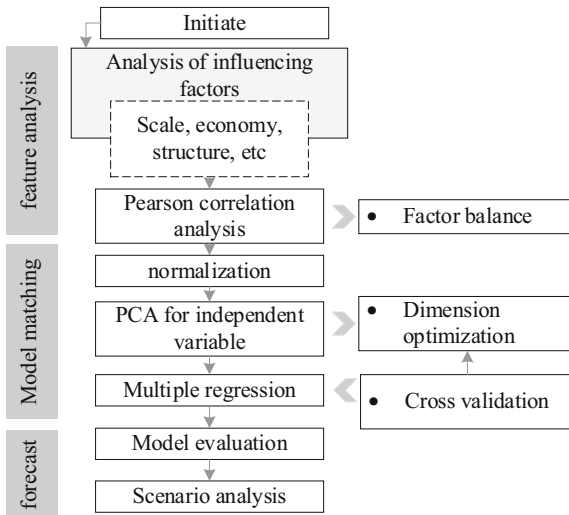 Initiate
feature analysis
Analysis of influencing
factors
Scale, economy,
structure, etc
Pearson correlation
analysis
• Factor balance
Model matching
normalization
PCA for independent
variable
• Dimension
optimization
Multiple regression
• Cross validation
forecast
Model evaluation
Scenario analysis